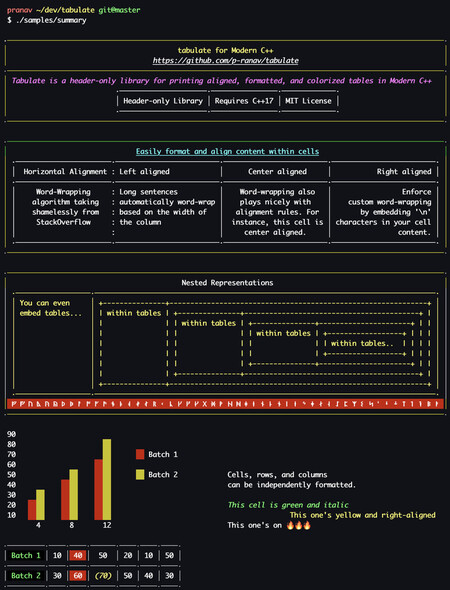 pranav ~/dev/tabulate git@master
$ ./samples/summary
tabulate for Modern C++
https://github.com/p-ranav/tabulate
Tabulate is a header-only library for printing aligned, formatted, and colorized tables in Modern C++
Header-only Library | Requires C++17 | MIT License
Easily format and align content within cells
Horizontal Alignment : Left aligned | Center aligned | Right aligned
Word-Wrapping : Long sentences | Word-wrapping also | Enforce
algorithm taking : automatically word-wrap | plays nicely with | custom word-wrapping
shamelessly from : based on the width of | alignment rules. For | by embedding '\n'
StackOverflow : the column | instance, this cell is | characters in your cell
: | center aligned. | content.
Nested Representations
You can even
embed tables...
within tables
within tables
within tables
within tables..
90
80
70
60
50
40
30
20
10
4 8 12
Batch 1
Batch 2
Cells, rows, and columns
can be independently formatted.
This cell is green and italic
This one's yellow and right-aligned
This one's on 🔥🔥🔥
Batch 1 | 10 | 40 | 50 | 20 | 10 | 50
Batch 2 | 30 | 60 | (70) | 50 | 40 | 30